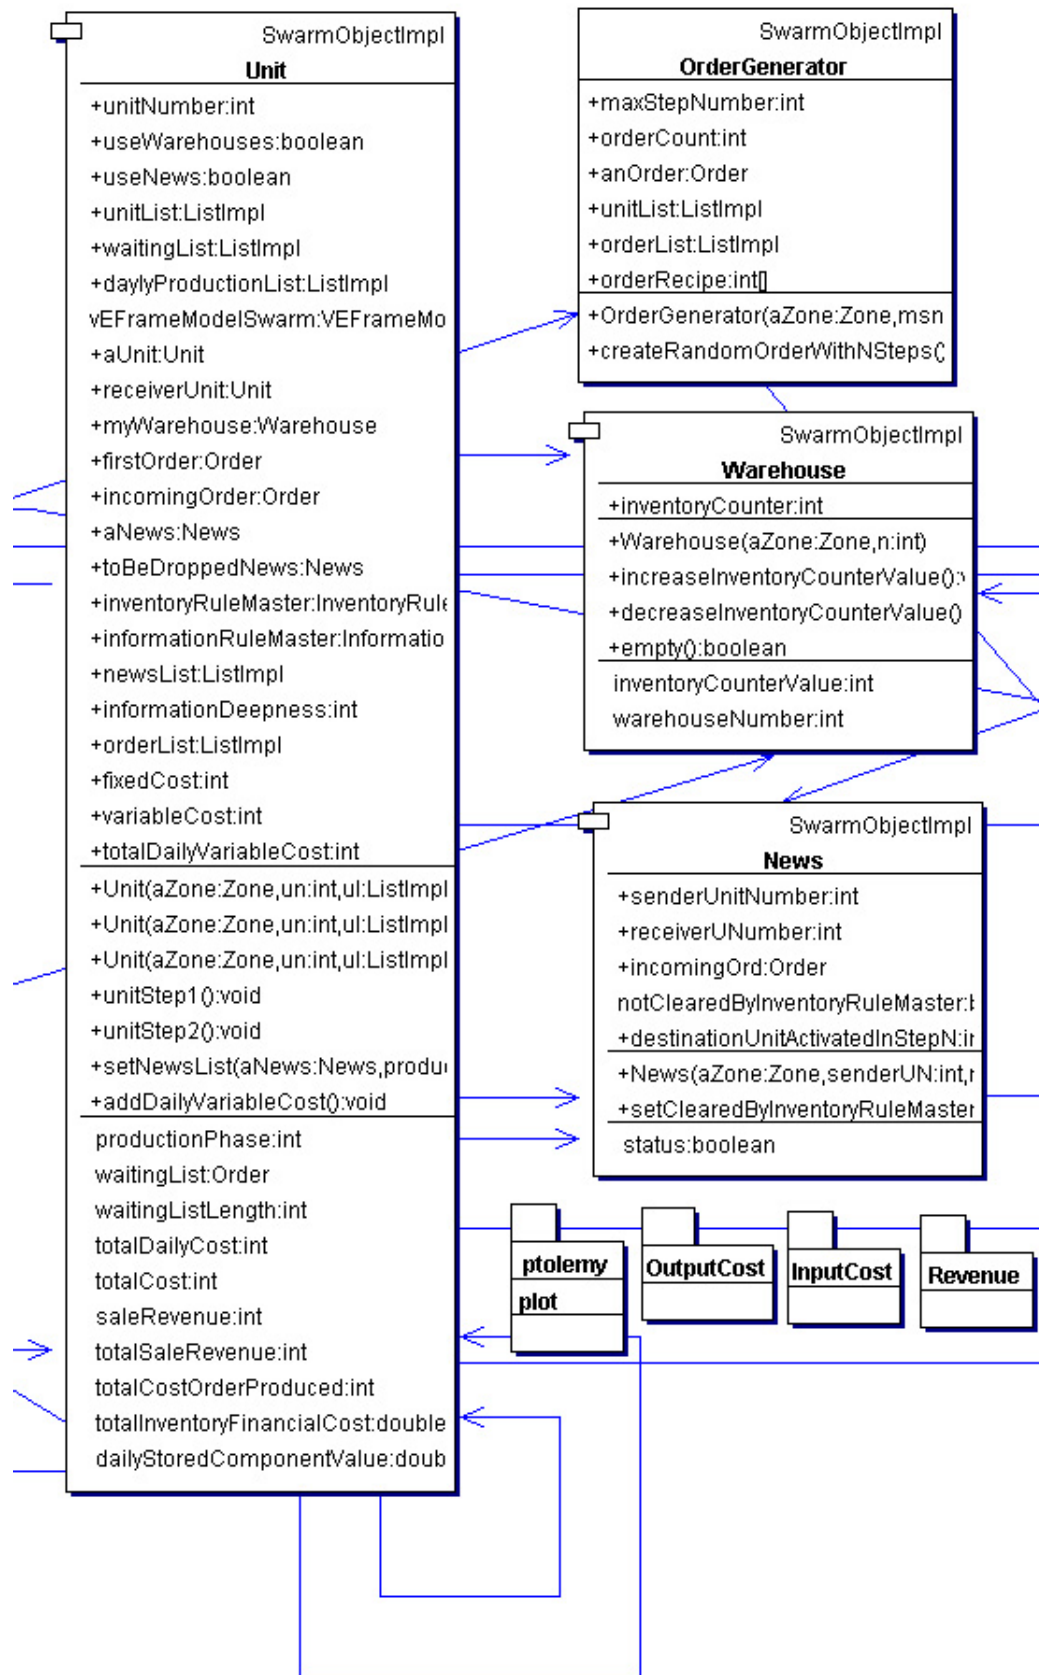 SwarmObjectImpl
Unit
+unitNumber:int
+useWarehouses:boolean
+useNews:boolean
+unitList:ListImpl
+waitingList:ListImpl
+daylyProductionList:ListImpl
vEFrameModelSwarm:VEFrameMo
+aUnit:Unit
+receiverUnit:Unit
+myWarehouse:Warehouse
+firstOrder:Order
+incomingOrder:Order
+aNews:News
+toBeDroppedNews:News
+inventoryRuleMaster:InventoryRule
+informationRuleMaster:Informatio
+newsList:ListImpl
+informationDeepness:int
+orderList:ListImpl
+fixedCost:int
+variableCost:int
+totalDailyVariableCost:int
+Unit(aZone:Zone,un:int,ul:ListImpl
+Unit(aZone:Zone,un:int,ul:ListImpl
+Unit(aZone:Zone,un:int,ul:ListImpl
+unitStep1():void
+unitStep2():void
+setNewsList(aNews:News,produ
+addDailyVariableCost():void
productionPhase:int
waitingList:Order
waitingListLength:int
totalDailyCost:int
totalCost:int
saleRevenue:int
totalSaleRevenue:int
totalCostOrderProduced:int
totalInventoryFinancialCost:double
dailyStoredComponentValue:doub
SwarmObjectImpl
OrderGenerator
+maxStepNumber:int
+orderCount:int
+anOrder:Order
+unitList:ListImpl
+orderList:ListImpl
+orderRecipe:int[]
+OrderGenerator(aZone:Zone,msn
+createRandomOrderWithNSteps()
SwarmObjectImpl
Warehouse
+inventoryCounter:int
+Warehouse(aZone:Zone,n:int)
+increaseInventoryCounterValue():
+decreaseInventoryCounterValue()
+empty():boolean
inventoryCounterValue:int
warehouseNumber:int
SwarmObjectImpl
News
+senderUnitNumber:int
+receiverUNumber:int
+incomingOrd:Order
notClearedByInventoryRuleMaster:
+destinationUnitActivatedInStepN:in
+News(aZone:Zone,senderUN:int,r
+setClearedByInventoryRuleMaster
status:boolean
ptolemy
plot
OutputCost
InputCost
Revenue